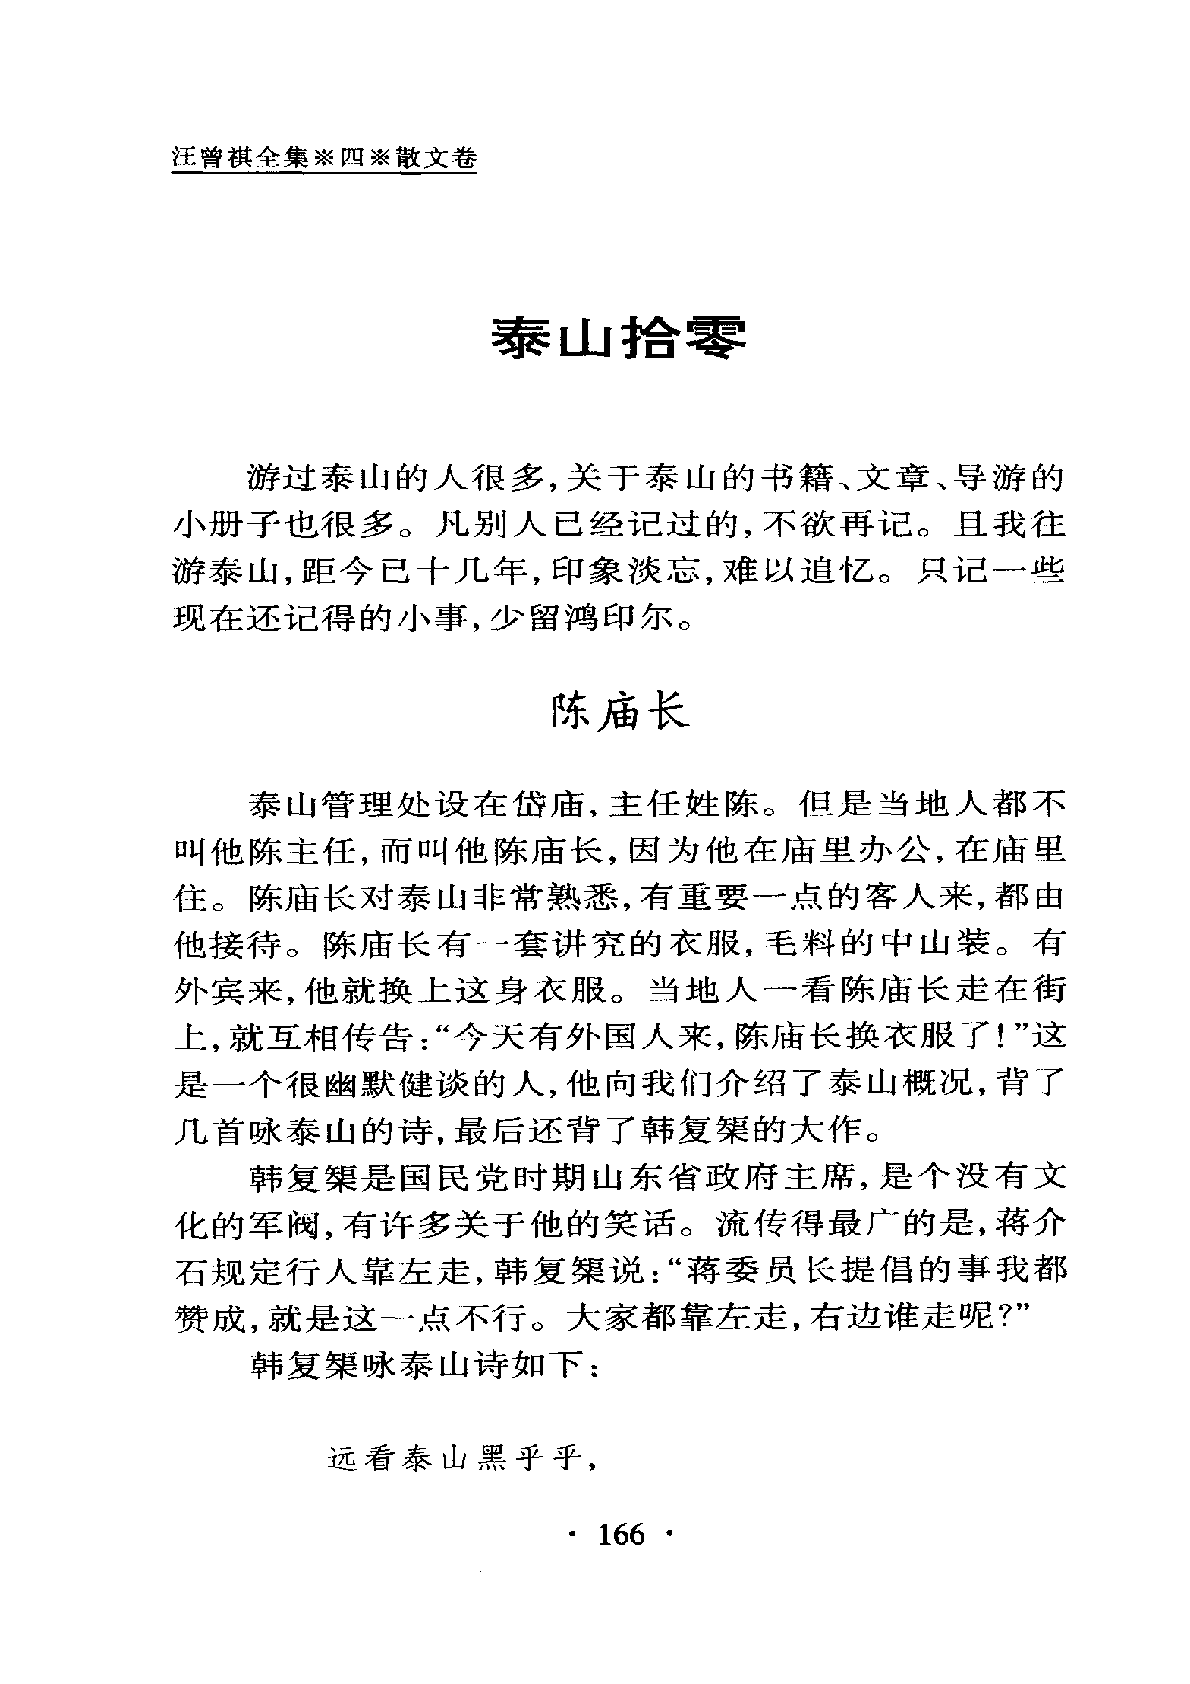 汪曾祺全集※四※散文卷
泰山拾零
游过泰山的人很多,关于泰山的书籍、文章、导游的
小册子也很多。凡别人已经记过的,不欲再记。且我往
游泰山,距今已十几年,印象淡忘,难以追忆。只记一些
现在还记得的小事,少留鸿印尔。
陈庙长
泰山管理处设在岱庙,主任姓陈。但是当地人都不
叫他陈主任,而叫他陈庙长,因为他在庙里办公,在庙里
住。陈庙长对泰山非常熟悉,有重要一点的客人来,都由
他接待。陈庙长有一套讲究的衣服,毛料的中山装。有
外宾来,他就换上这身衣服。当地人一看陈庙长走在街
上,就互相传告:“今天有外国人来,陈庙长换衣服了!”这
是一个很幽默健谈的人,他向我们介绍了泰山概况,背了
几首咏泰山的诗,最后还背了韩复榘的大作。
韩复榘是国民党时期山东省政府主席,是个没有文
化的军阀,有许多关于他的笑话。流传得最广的是,蒋介
石规定行人靠左走,韩复榘说:“蒋委员长提倡的事我都
赞成,就是这一点不行。大家都靠左走,右边谁走呢?”
韩复榘咏泰山诗如下:
远看泰山黑乎乎,
· 166 ·